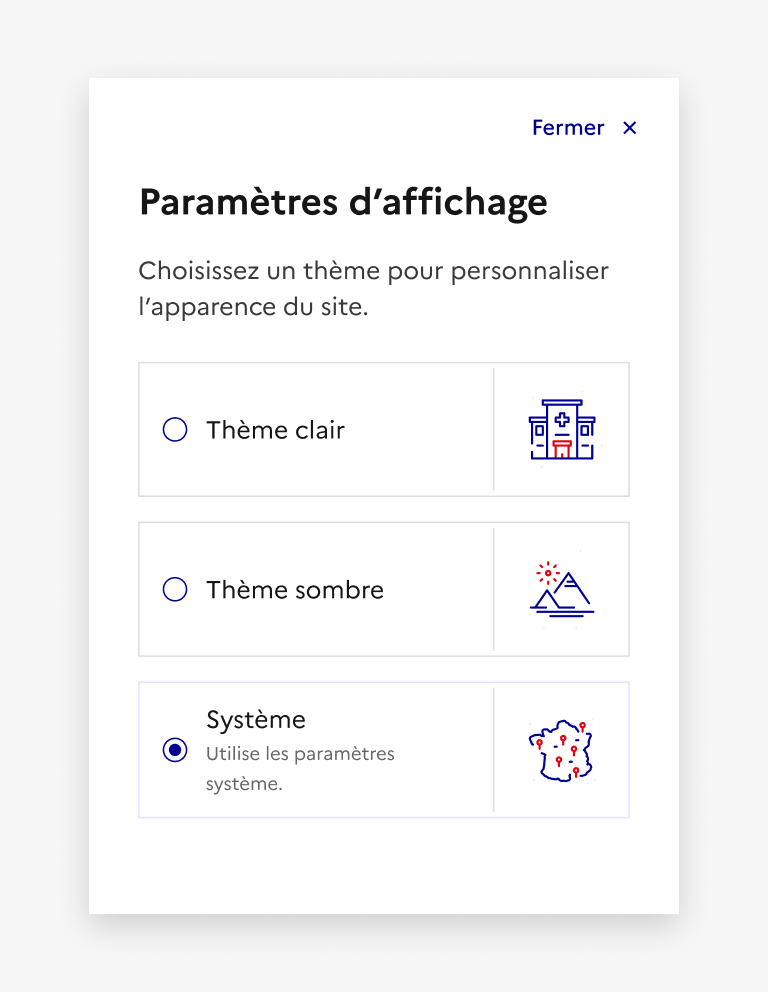 Fermer
Paramètres d’affichage
Choisissez un thème pour personnaliser
l’apparence du site.
Thème clair
Thème sombre
Système
Utilise les paramètres
système.